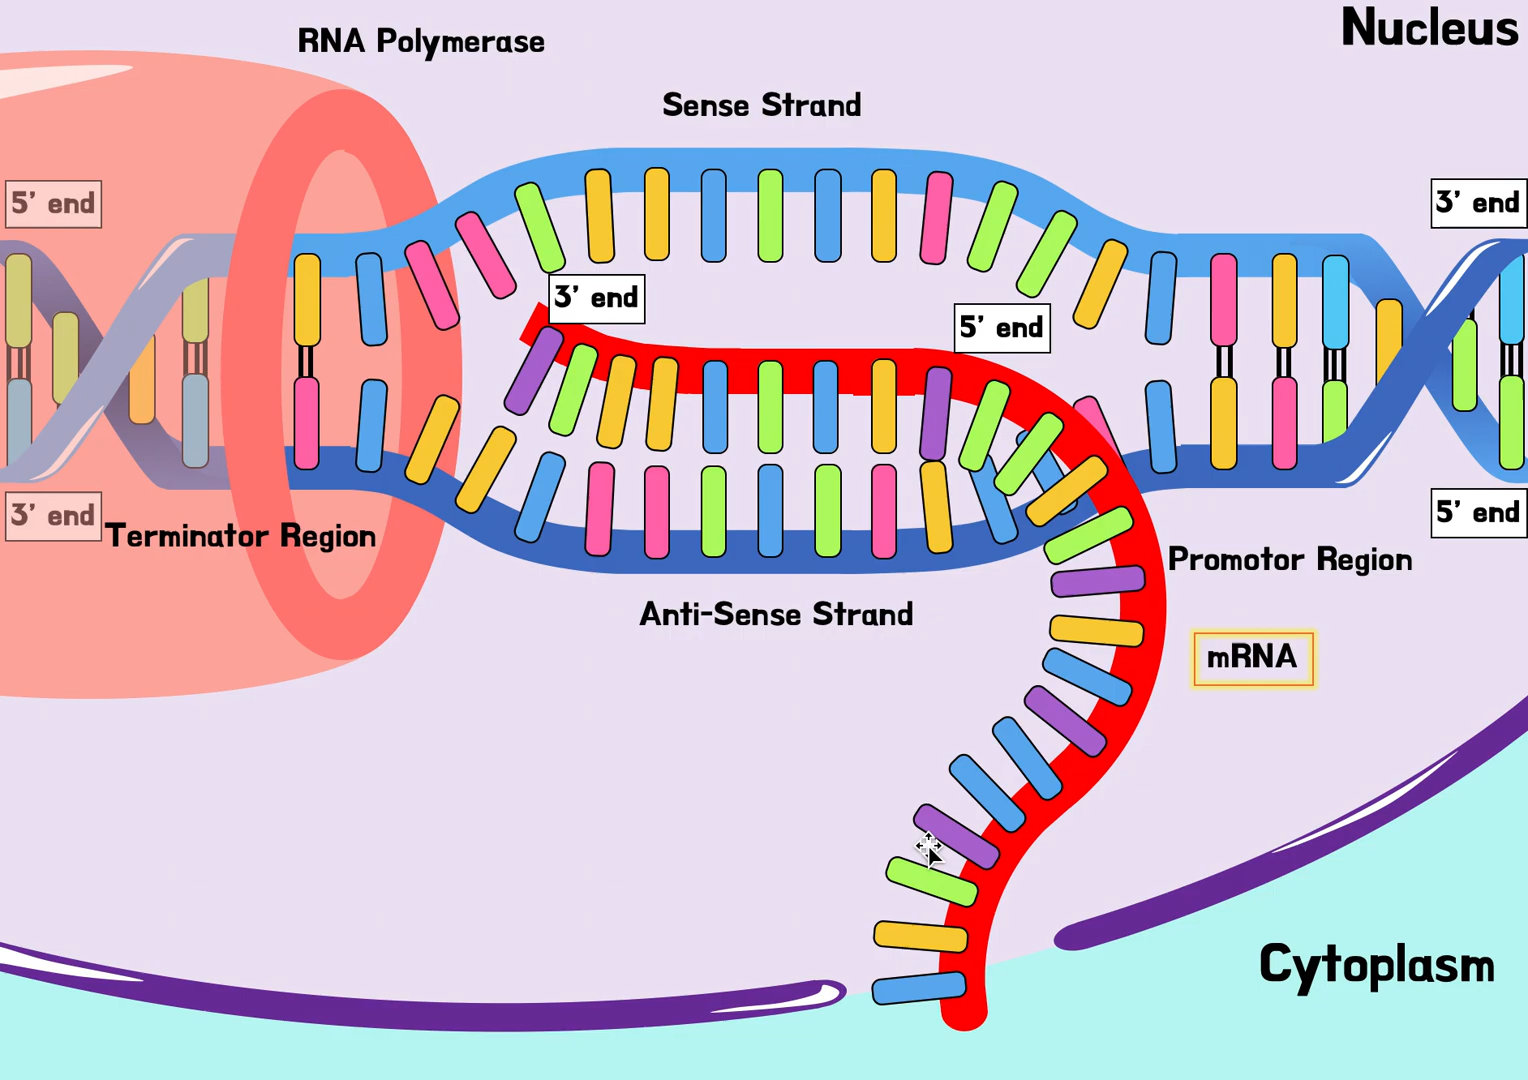 Nucleus
RNA Polymerase
Sense Strand
5’ end
3’ end
3’ end
5’ end
3’ end
5’ end
Terminator Region
Promotor Region
Anti-Sense Strand
mRNA
Cytoplasm